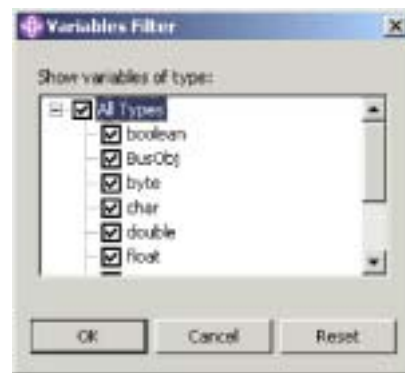 Variables Filter
Show variables of type:
All Types
boolean
BusObj
byte
char
double
float
OK Cancel Reset